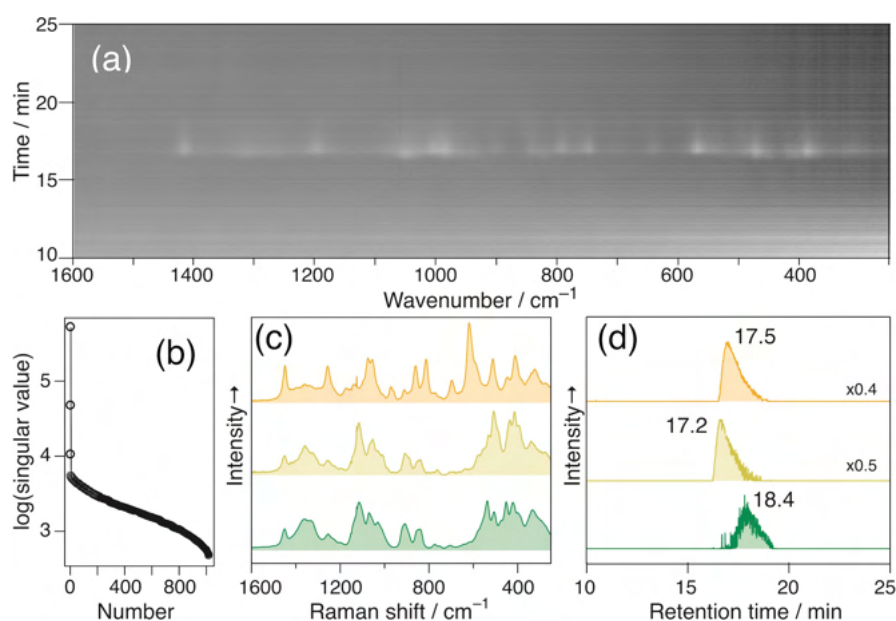 25
(a)
20
Time / min
15
10
1600
1400
1200
1000
800
600
400
Wavenumber / cm⁻¹
(b)
5
4
3
log(singular value)
0
400
800
Number
(c)
Intensity→
1600
1200
800
400
Raman shift / cm⁻¹
(d)
17.5
x0.4
17.2
x0.5
18.4
Intensity→
10
15
20
25
Retention time / min